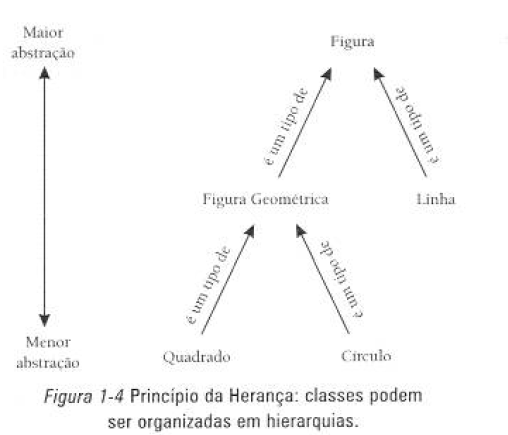 Maior
abstração
Figura
é um tipo de
é um tipo de
Figura Geométrica
Linha
é um tipo de
é um tipo de
Menor
abstração
Quadrado
Círculo
Figura 1-4 Princípio da Herança: classes podem
ser organizadas em hierarquias.